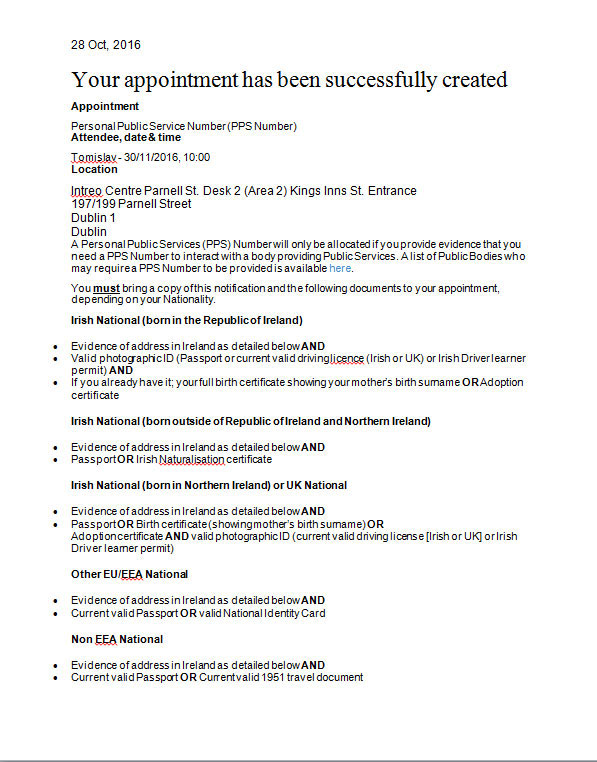 28 Oct, 2016
Your appointment has been successfully created
Appointment
Personal Public Service Number (PPS Number)
Attendee, date & time
Tomislav - 30/11/2016, 10:00
Location
Intreo Centre Parnell St. Desk 2 (Area 2) Kings Inns St. Entrance
197/199 Parnell Street
Dublin 1
Dublin
A Personal Public Services (PPS) Number will only be allocated if you provide evidence that you
need a PPS Number to interact with a body providing Public Services. A list of Public Bodies who
may require a PPS Number to be provided is available here.
You must bring a copy of this notification and the following documents to your appointment,
depending on your Nationality.
Irish National (born in the Republic of Ireland)
• Evidence of address in Ireland as detailed below AND
• Valid photographic ID (Passport or current valid driving licence (Irish or UK) or Irish Driver learner
permit) AND
• If you already have it; your full birth certificate showing your mother's birth surname OR Adoption
certificate
Irish National (born outside of Republic of Ireland and Northern Ireland)
• Evidence of address in Ireland as detailed below AND
• Passport OR Irish Naturalisation certificate
Irish National (born in Northern Ireland) or UK National
• Evidence of address in Ireland as detailed below AND
• Passport OR Birth certificate (showing mother's birth surname) OR
Adoption certificate AND valid photographic ID (current valid driving license [Irish or UK] or Irish
Driver learner permit)
Other EU/EEA National
• Evidence of address in Ireland as detailed below AND
• Current valid Passport OR valid National Identity Card
Non EEA National
• Evidence of address in Ireland as detailed below AND
• Current valid Passport OR Current valid 1951 travel document